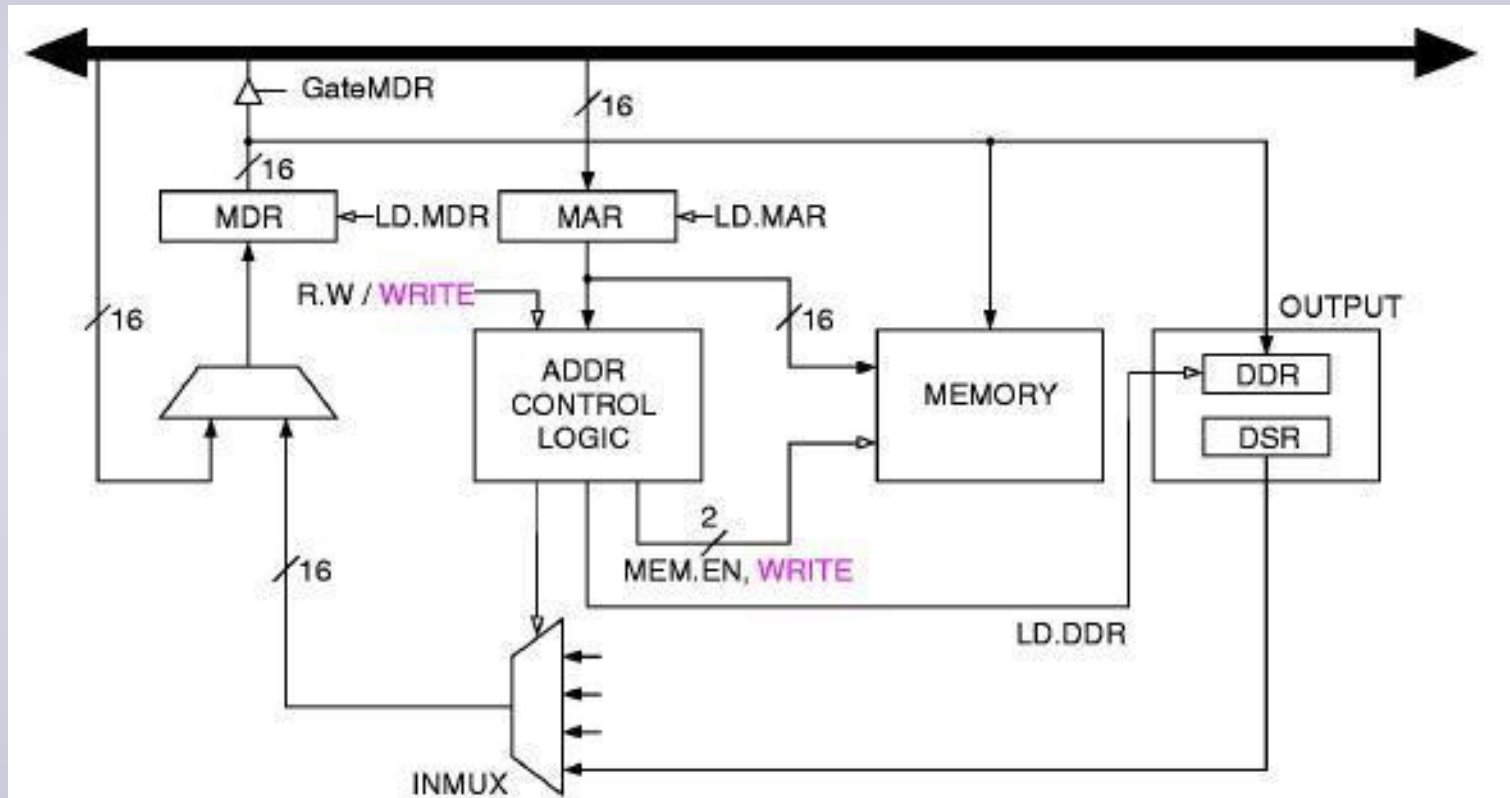 GateMDR
16
16
MDR
LD.MDR
MAR
LD.MAR
R.W / WRITE
16
16
OUTPUT
ADDR
CONTROL
LOGIC
MEMORY
DDR
DSR
2
16
MEM.EN, WRITE
LD.DDR
INMUX